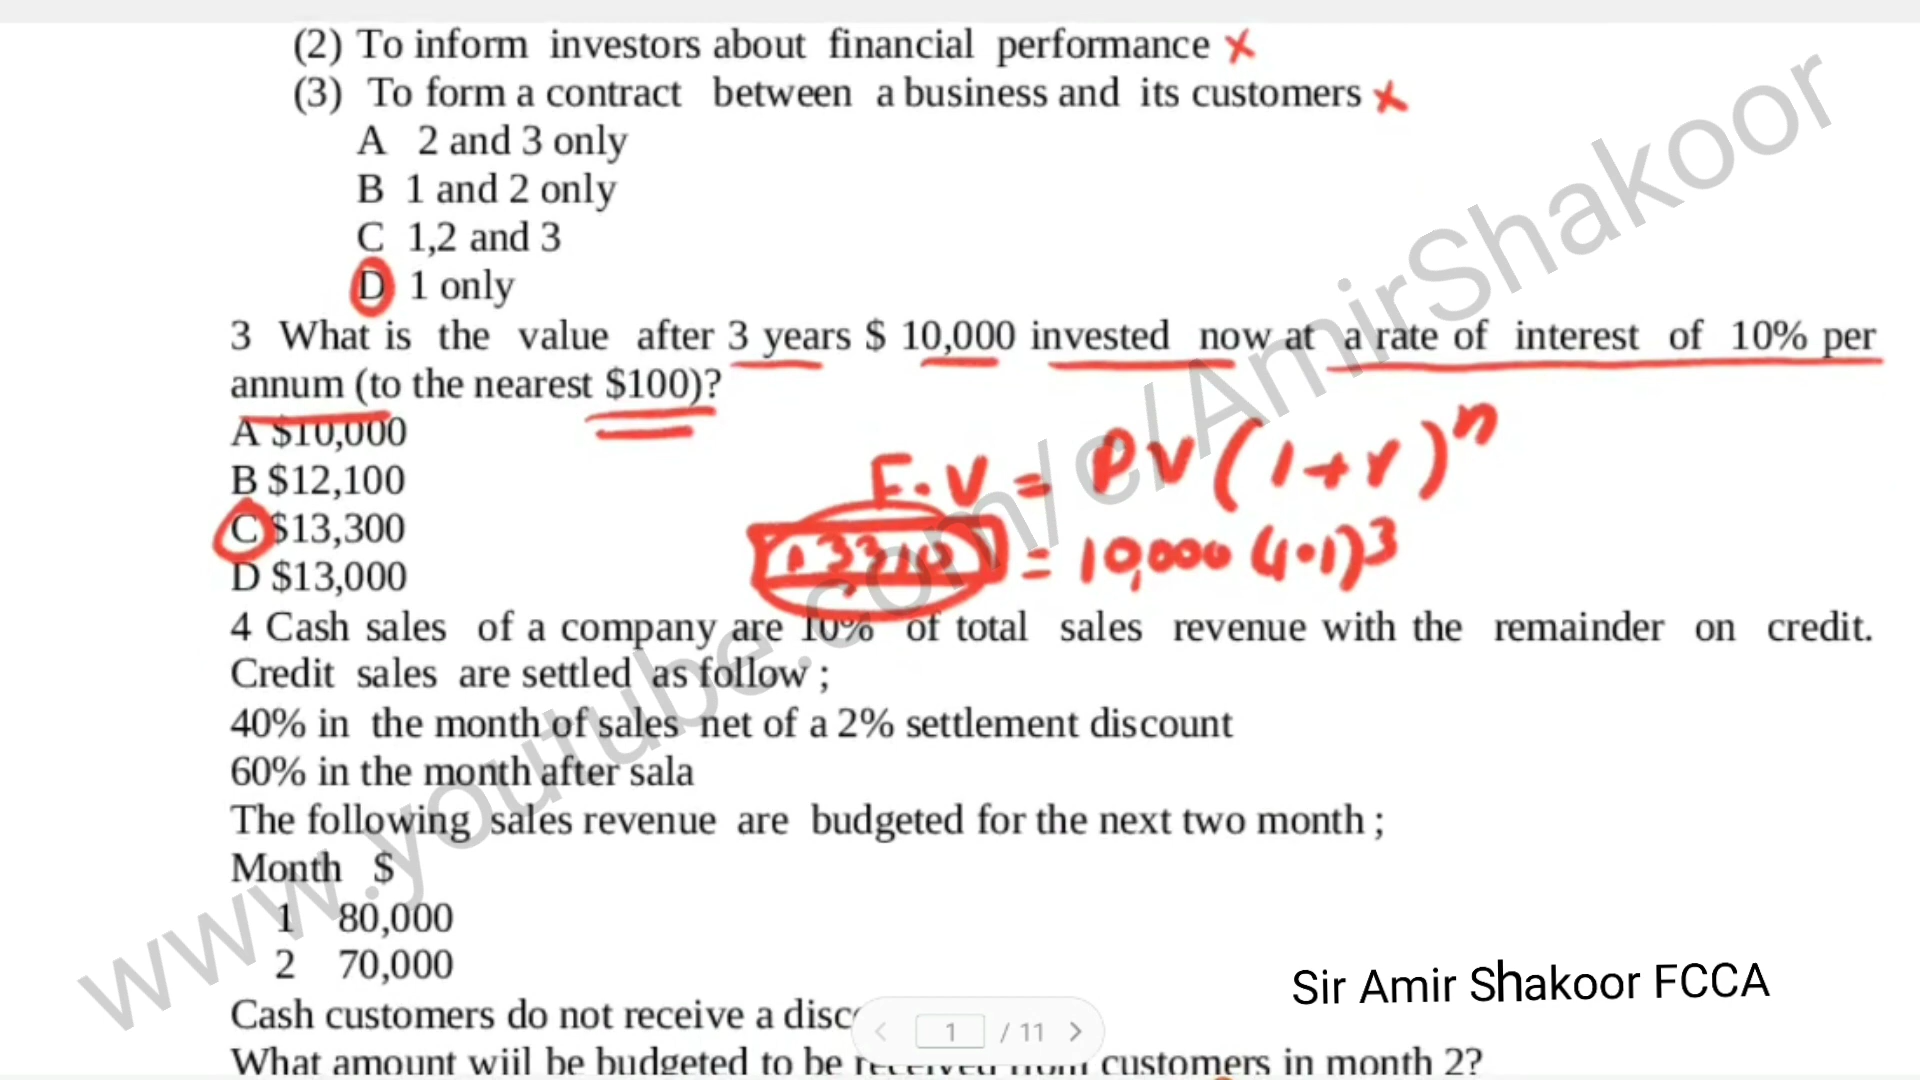 (2) To inform investors about financial performance ✗
(3) To form a contract between a business and its customers ✗
A 2 and 3 only
B 1 and 2 only
C 1,2 and 3
D 1 only
3 What is the value after 3 years $ 10,000 invested now at a rate of interest of 10% per
annum (to the nearest $100)?
A $10,000
B $12,100
C $13,300
D $13,000
F.V = PV(1+r)^n
= 10,000 (1.1)^3
4 Cash sales of a company are 10% of total sales revenue with the remainder on credit.
Credit sales are settled as follow ;
40% in the month of sales net of a 2% settlement discount
60% in the month after sala
The following sales revenue are budgeted for the next two month ;
Month $
1 80,000
2 70,000
Cash customers do not receive a
What amount wiil be budgeted to be customers in month 2?
< 1 / 11 >
Sir Amir Shakoor FCCA
www.youtube.com/c/AmirShakoor